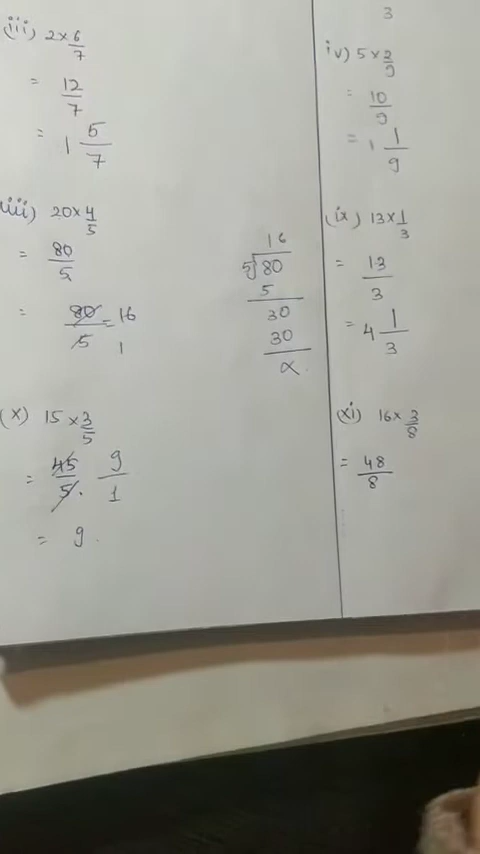 (iii) 2 × 6/7
= 12/7
= 1 5/7
iii) 20 × 4/5
= 80/5
= 80/5 = 16
1
16
5)80
5
30
30
x
(x) 15 × 3/5
= 45/5 . 9/1
= 9.
3
iv) 5 × 2/9
= 10/9
= 1 1/9
(ix) 13 × 1/3
= 13/3
= 4 1/3
(xi) 16 × 3/8
= 48/8